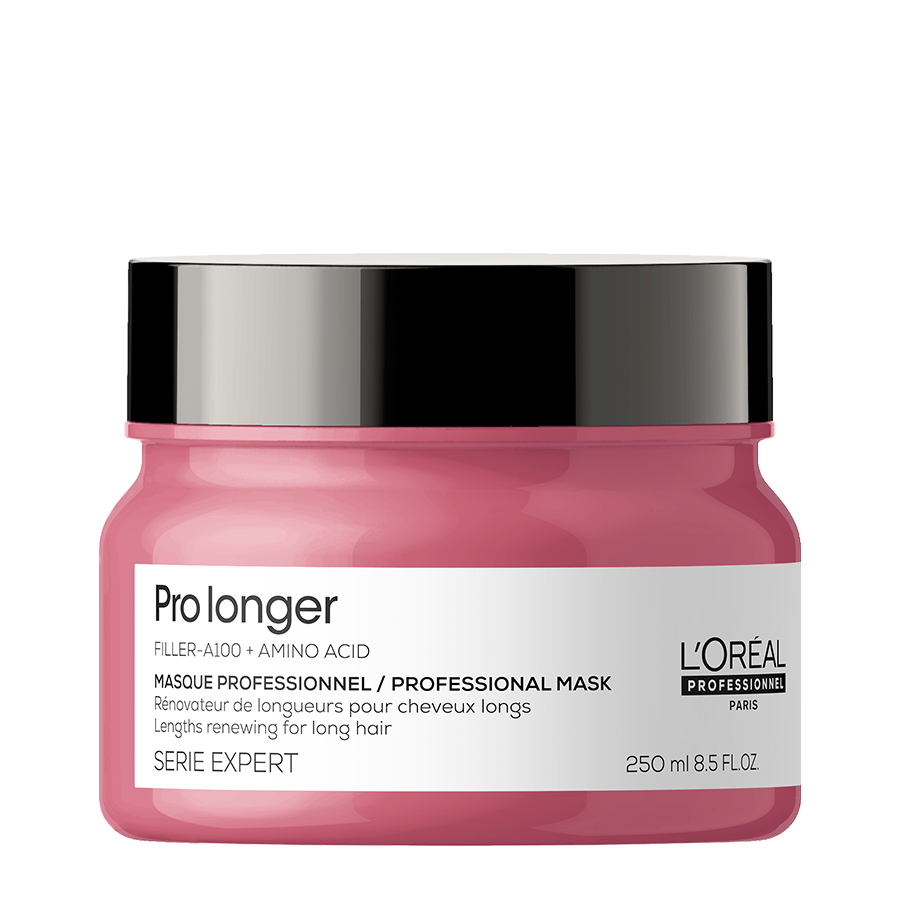 Pro longer
FILLER-A100 + AMINO ACID
MASQUE PROFESSIONNEL / PROFESSIONAL MASK
Rénovateur de longueurs pour cheveux longs
Lengths renewing for long hair
SERIE EXPERT
L'ORÉAL
PROFESSIONNEL
PARIS
250 ml 8.5 FL.OZ.